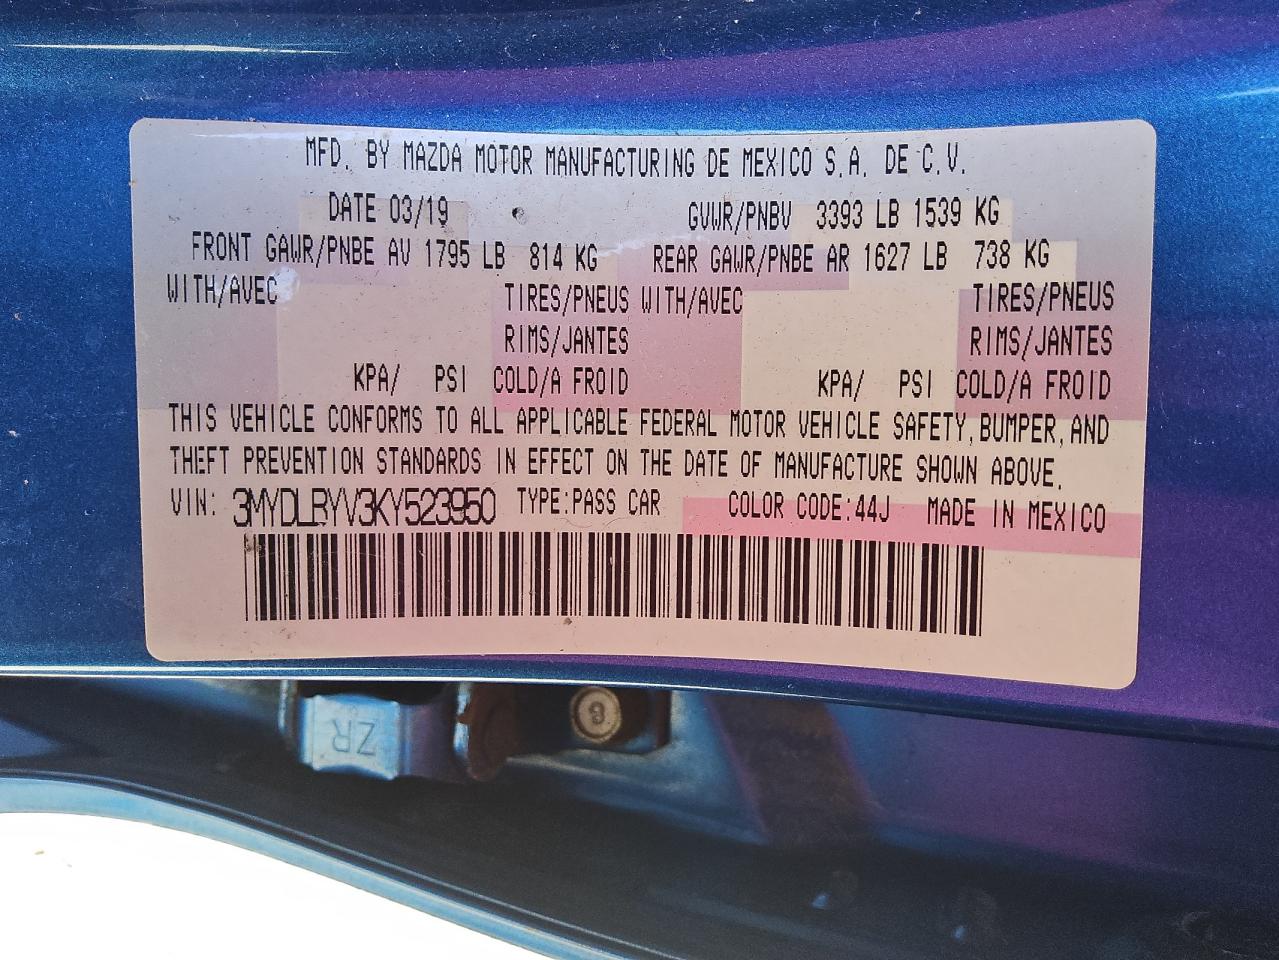 MFD. BY MAZDA MOTOR MANUFACTURING DE MEXICO S.A. DE C.V.
DATE 03/19 GVWR/PNBV 3393 LB 1539 KG
FRONT GAWR/PNBE AV 1795 LB 814 KG REAR GAWR/PNBE AR 1627 LB 738 KG
WITH/AVEC TIRES/PNEUS WITH/AVEC TIRES/PNEUS
RIMS/JANTES RIMS/JANTES
KPA/ PSI COLD/A FROID KPA/ PSI COLD/A FROID
THIS VEHICLE CONFORMS TO ALL APPLICABLE FEDERAL MOTOR VEHICLE SAFETY, BUMPER, AND
THEFT PREVENTION STANDARDS IN EFFECT ON THE DATE OF MANUFACTURE SHOWN ABOVE.
VIN: 3MYDLBYV3KY523950 TYPE:PASS CAR COLOR CODE:44J MADE IN MEXICO
ZR